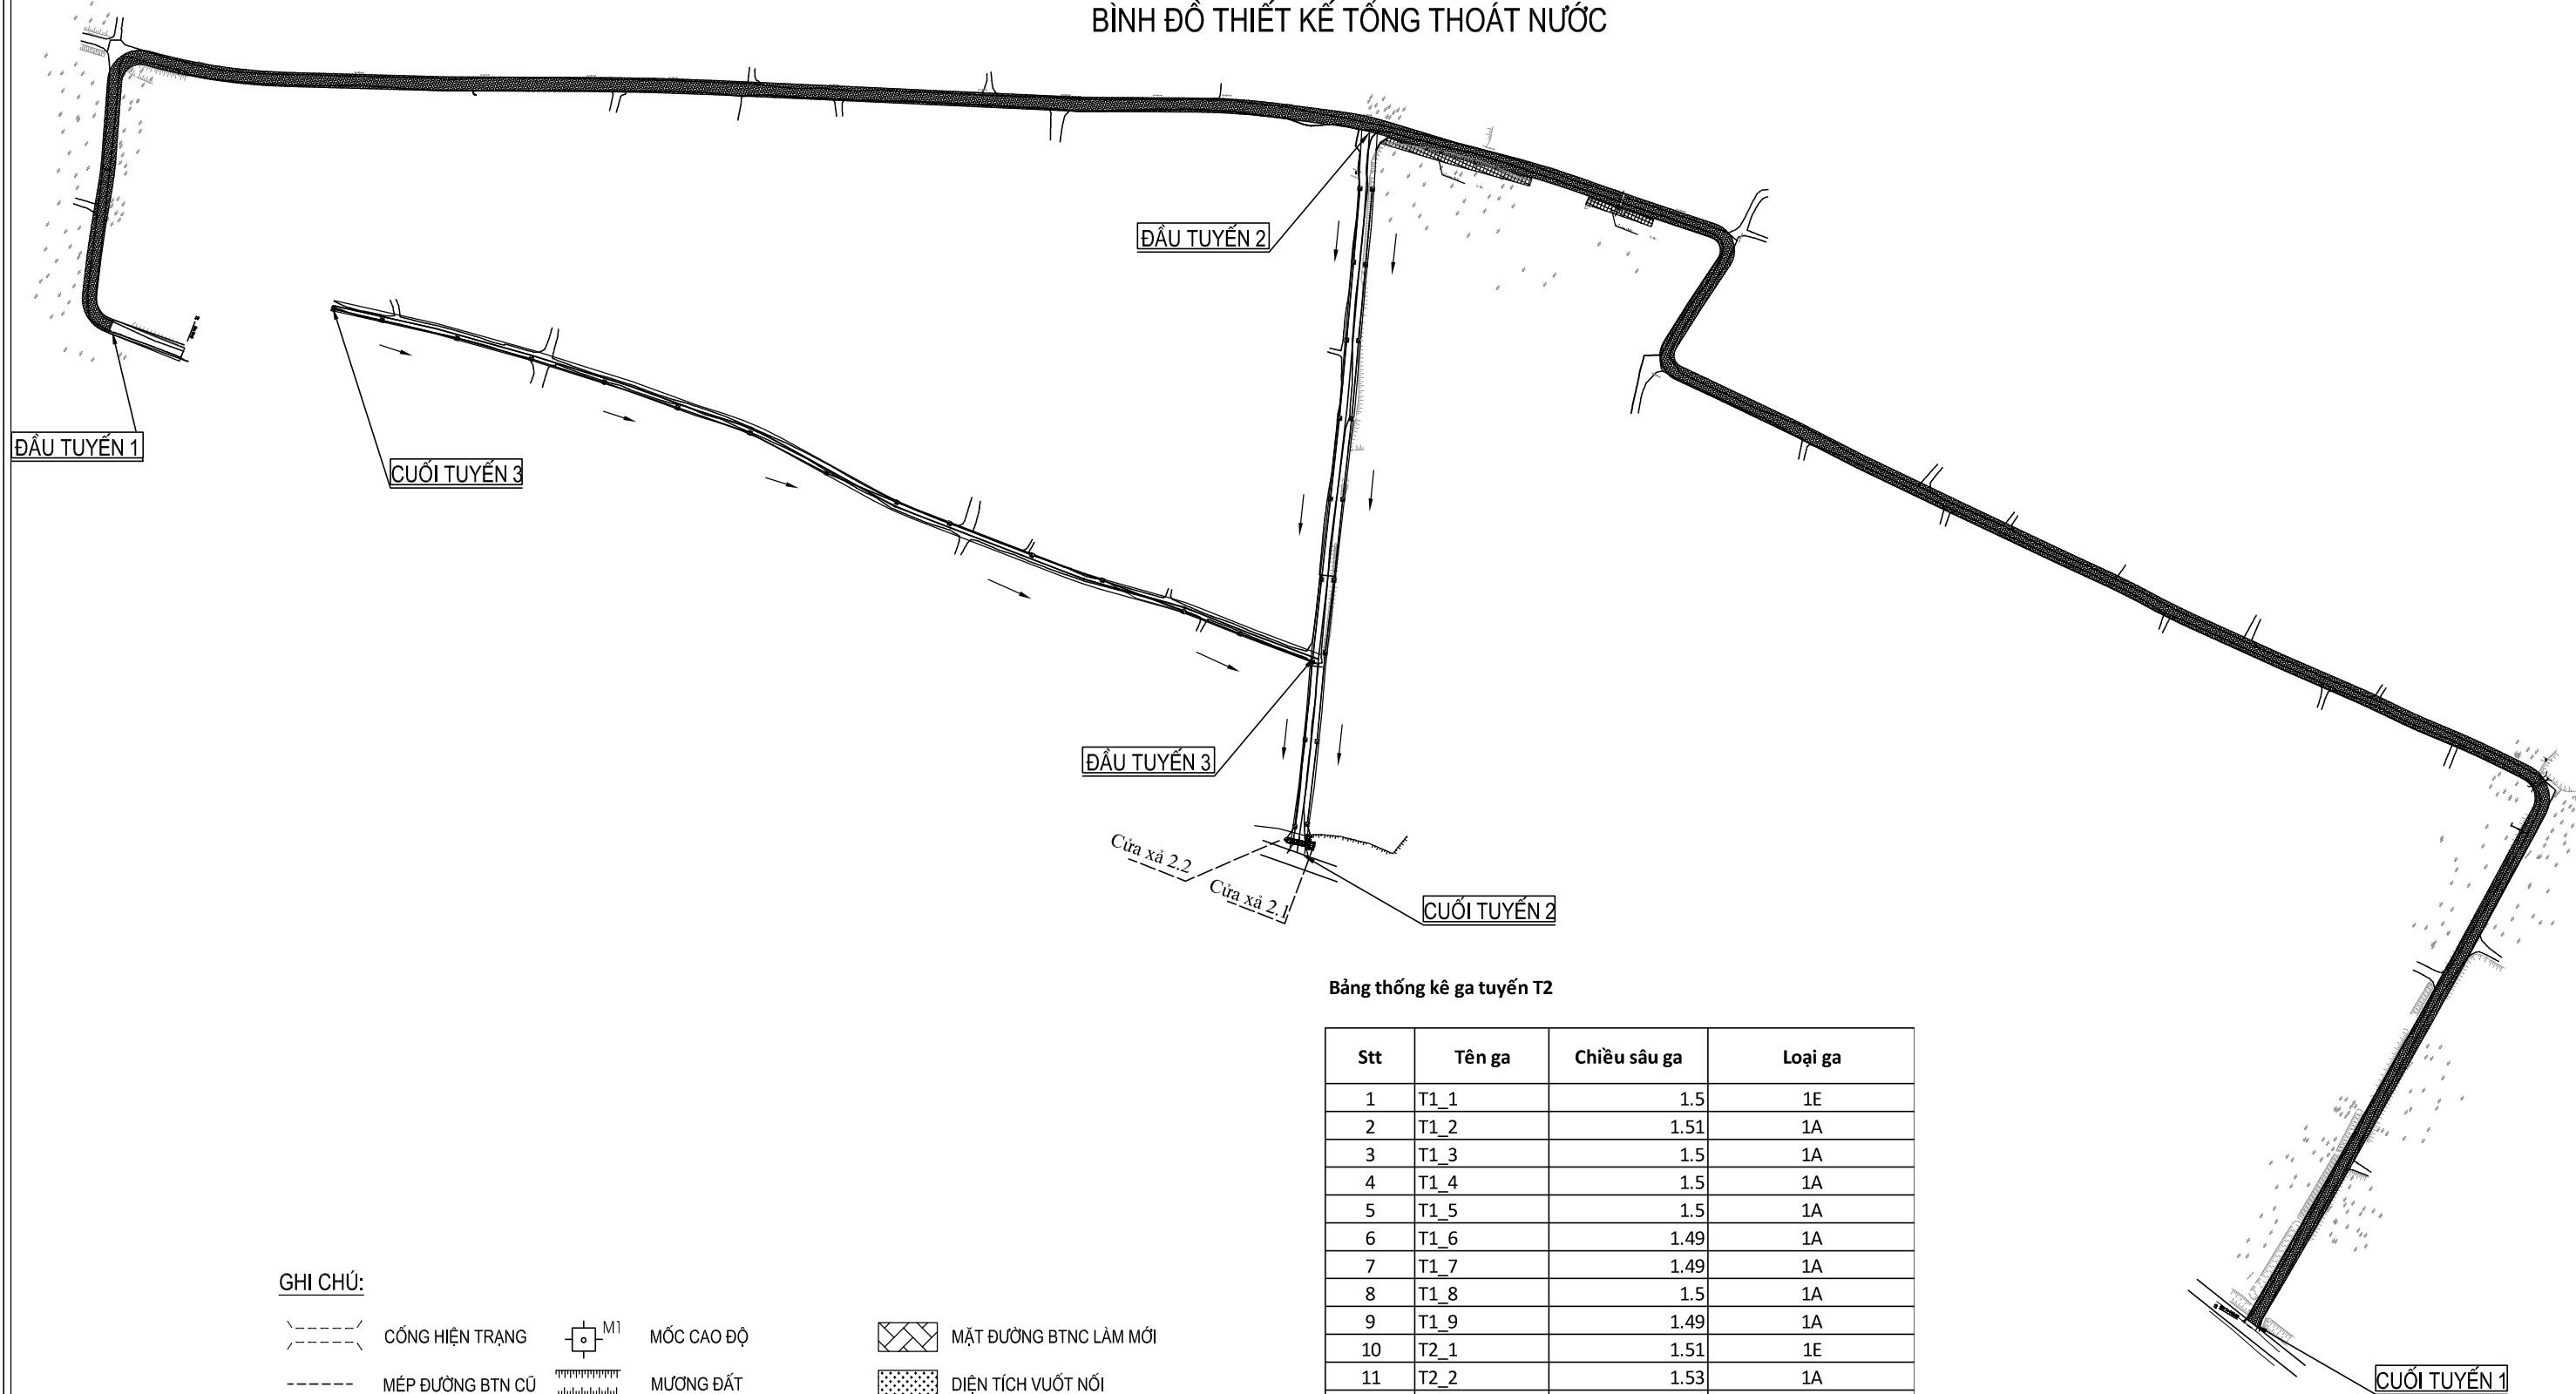 BÌNH ĐỒ THIẾT KẾ TỔNG THOÁT NƯỚC
ĐẦU TUYẾN 2
ĐẦU TUYẾN 1
CUỐI TUYẾN 3
ĐẦU TUYẾN 3
Cửa xả 2.2
Cửa xả 2.1
CUỐI TUYẾN 2
Bảng thống kê ga tuyến T2
Stt Tên ga Chiều sâu ga Loại ga
1 T1_1 1.5 1E
2 T1_2 1.51 1A
3 T1_3 1.5 1A
4 T1_4 1.5 1A
5 T1_5 1.5 1A
6 T1_6 1.49 1A
7 T1_7 1.49 1A
8 T1_8 1.5 1A
9 T1_9 1.49 1A
10 T2_1 1.51 1E
11 T2_2 1.53 1A
GHI CHÚ:
CỐNG HIỆN TRẠNG M1 MỐC CAO ĐỘ MẶT ĐƯỜNG BTNC LÀM MỚI
MÉP ĐƯỜNG BTN CŨ MƯƠNG ĐẤT DIỆN TÍCH VUỐT NỐI
CUỐI TUYẾN 1